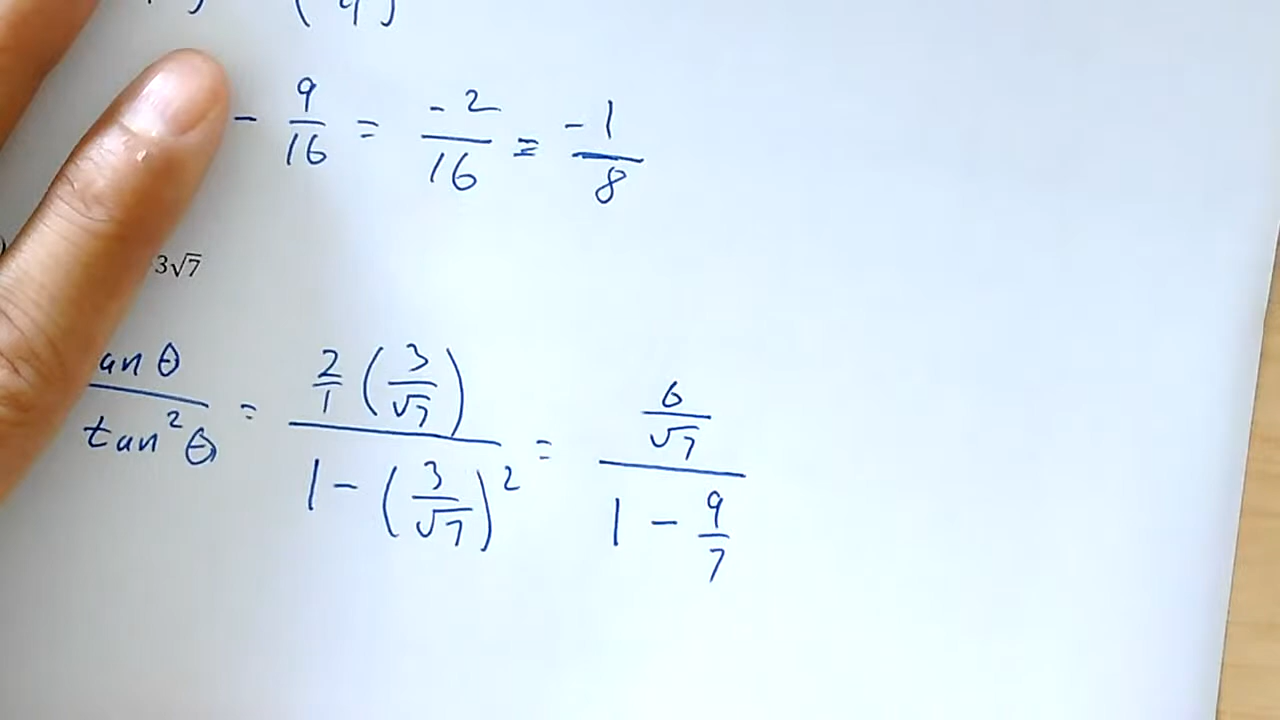 - 9/16 = -2/16 = -1/8
3√7
an θ / tan² θ = 2/1 (3/√7) / 1 - (3/√7)² = 6/√7 / 1 - 9/7